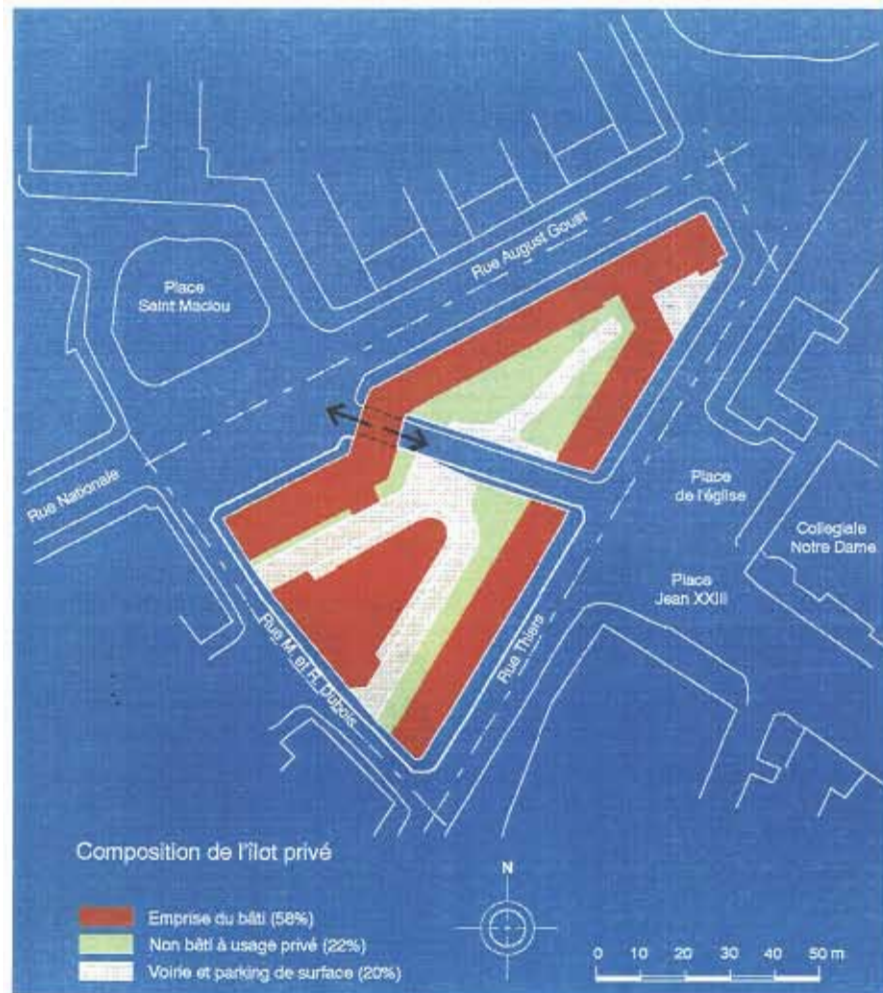 Rue August Goust
Place
Saint Maclou
Rue Nationale
Place
de l'église
Collegiale
Notre Dame
Place
Jean XXIII
Rue Thiers
Rue M. et R. Dubois
Composition de l'îlot privé
N
Emprise du bâti (58%)
Non bâti à usage privé (22%)
Voirie et parking de surface (20%)
0 10 20 30 40 50 m